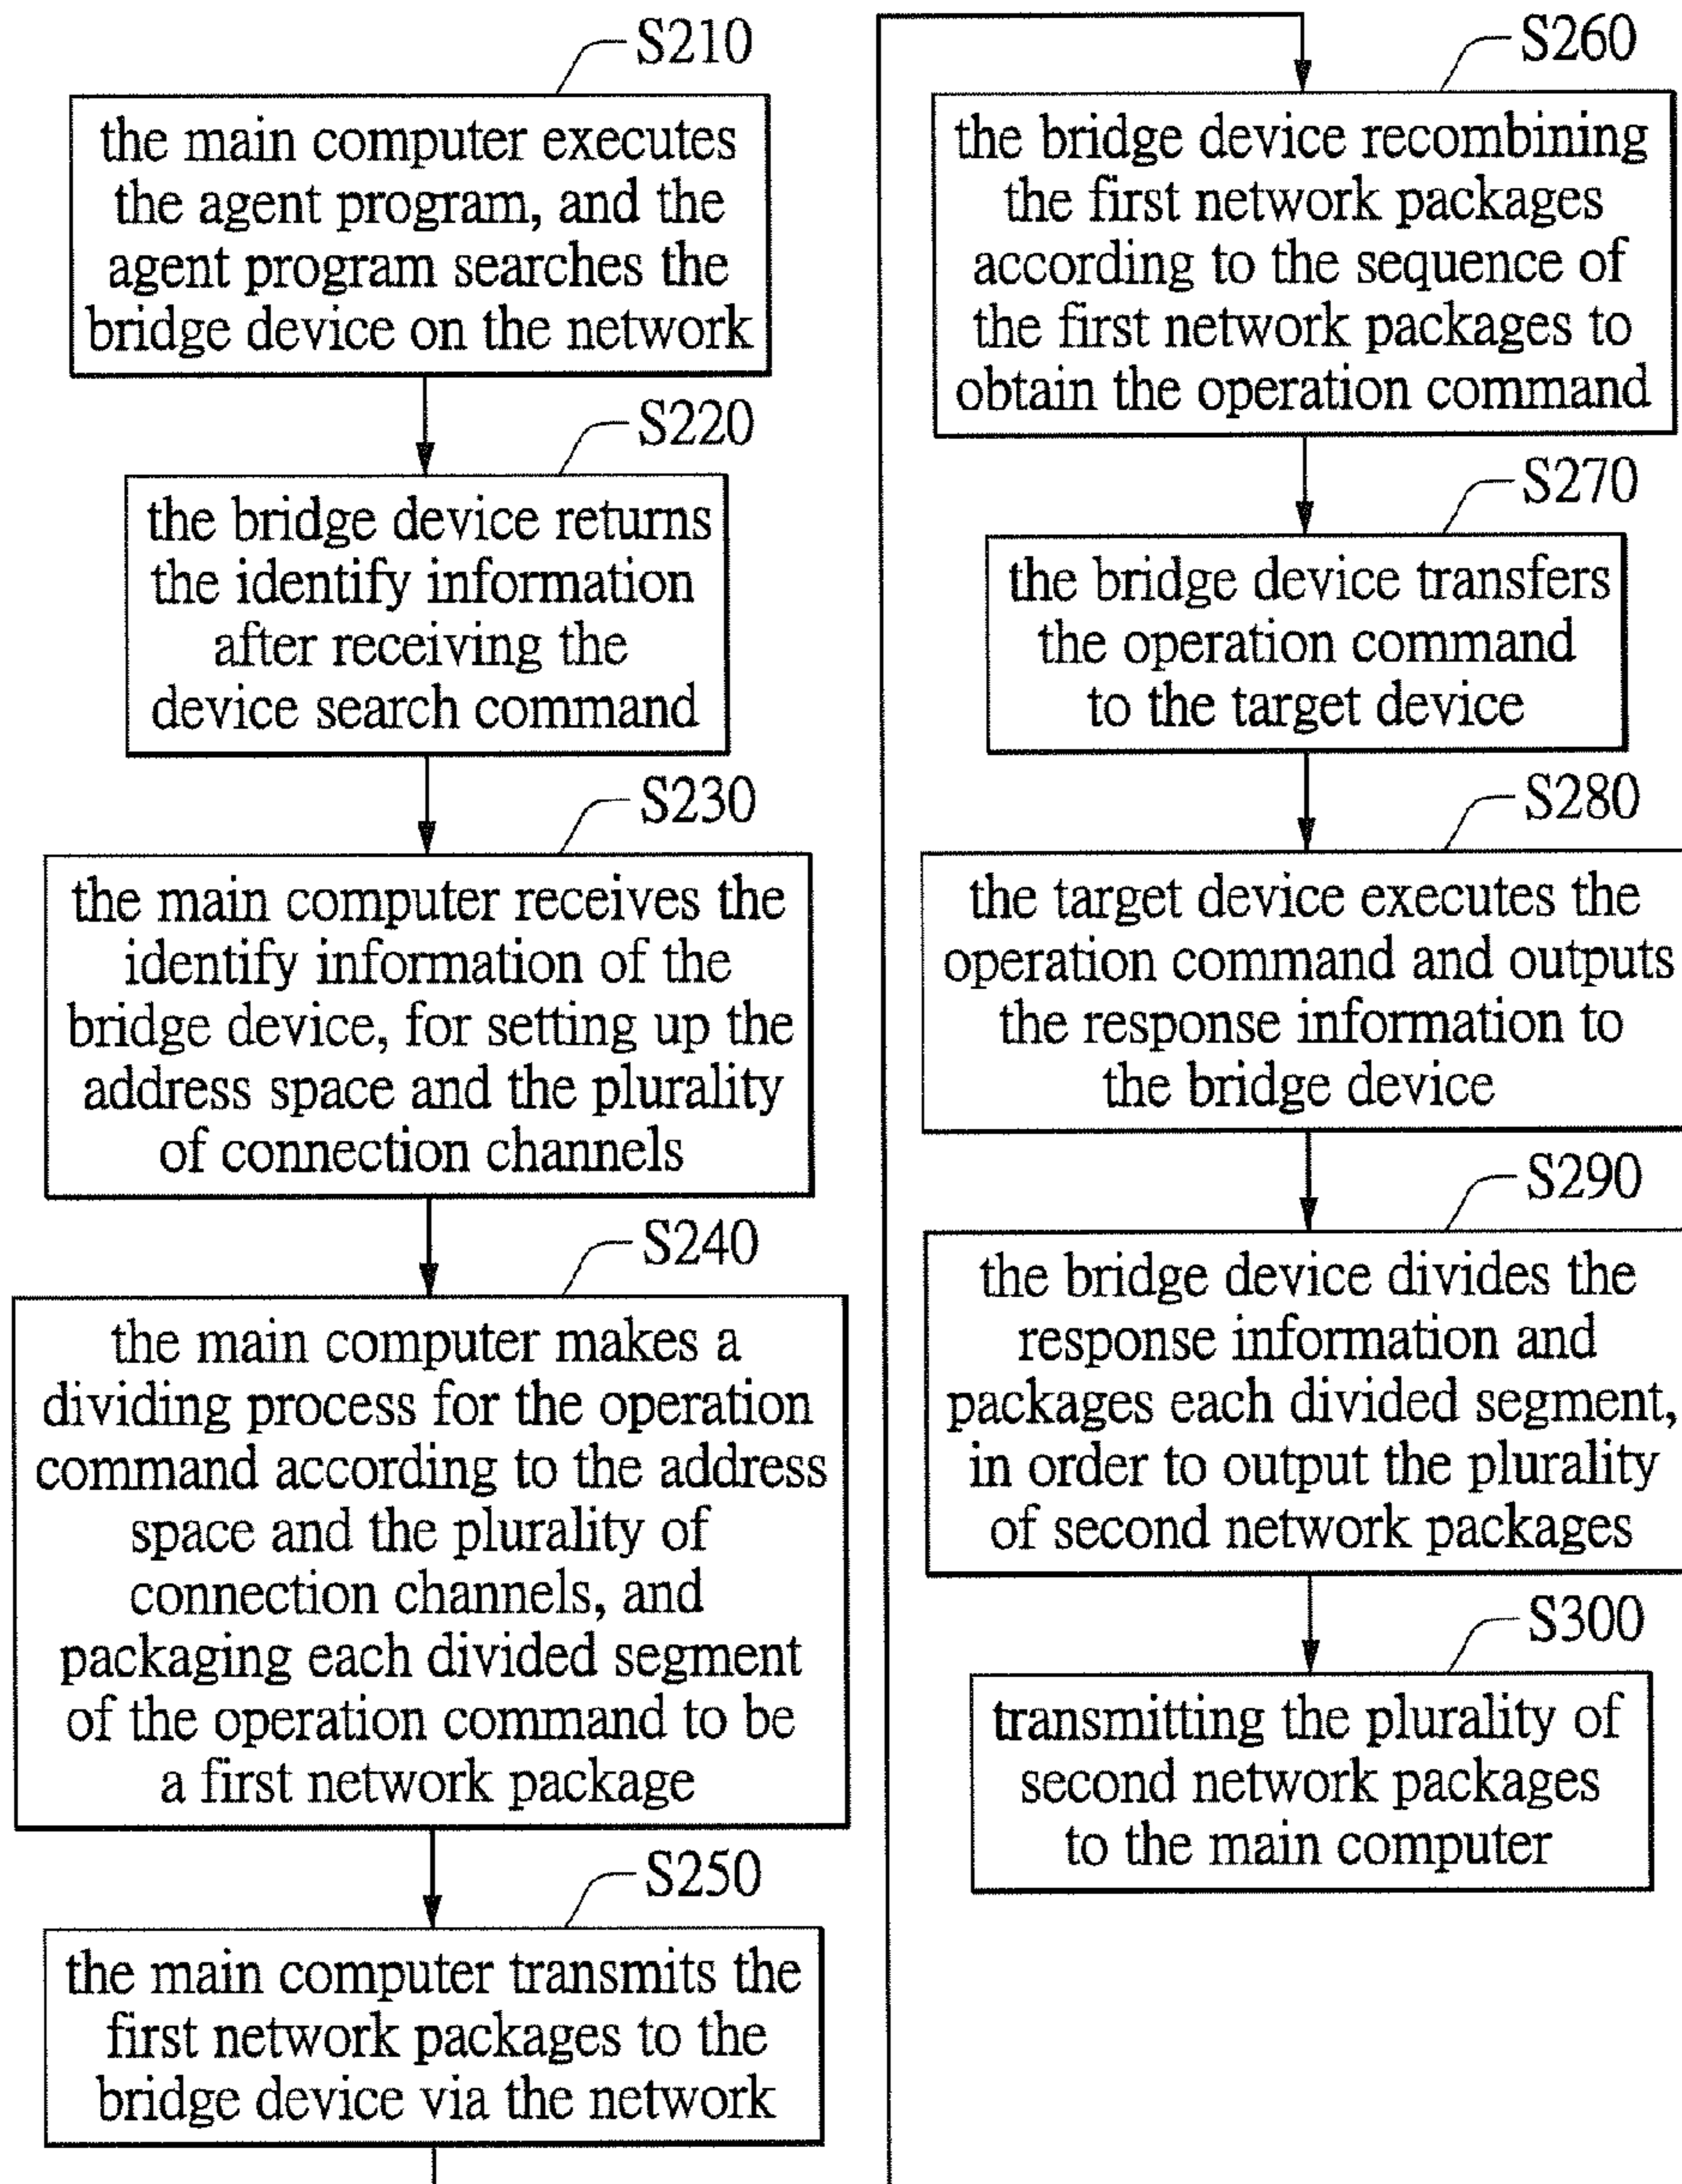 S210
the main computer executes
the agent program, and the
agent program searches the
bridge device on the network
S220
the bridge device returns
the identify information
after receiving the
device search command
S230
the main computer receives the
identify information of the
bridge device, for setting up the
address space and the plurality
of connection channels
S240
the main computer makes a
dividing process for the operation
command according to the address
space and the plurality of
connection channels, and
packaging each divided segment
of the operation command to be
a first network package
S250
the main computer transmits the
first network packages to the
bridge device via the network
S260
the bridge device recombining
the first network packages
according to the sequence of
the first network packages to
obtain the operation command
S270
the bridge device transfers
the operation command
to the target device
S280
the target device executes the
operation command and outputs
the response information to
the bridge device
S290
the bridge device divides the
response information and
packages each divided segment,
in order to output the plurality
of second network packages
S300
transmitting the plurality of
second network packages
to the main computer